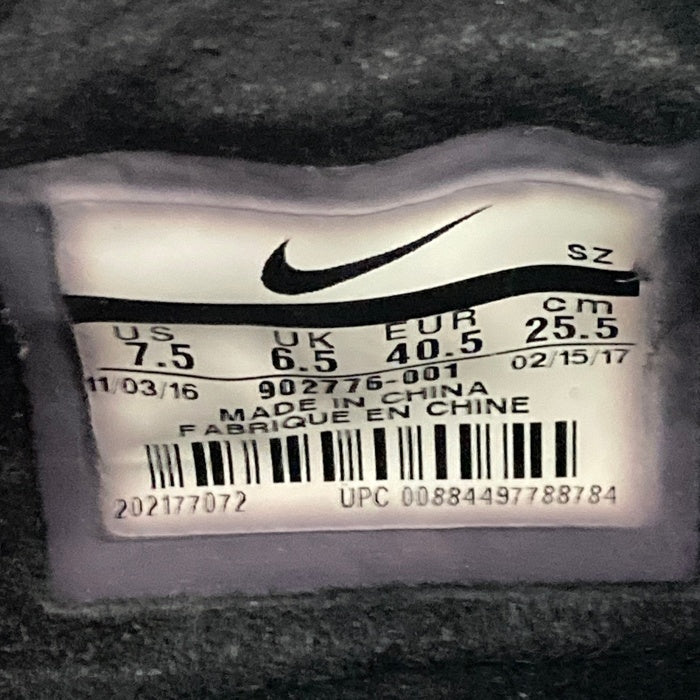 SZ
US UK EUR cm
7.5 6.5 40.5 25.5
11/03/16 902776-001 02/15/17
MADE IN CHINA
FABRIQUE EN CHINE
202177072 UPC 00884497788784